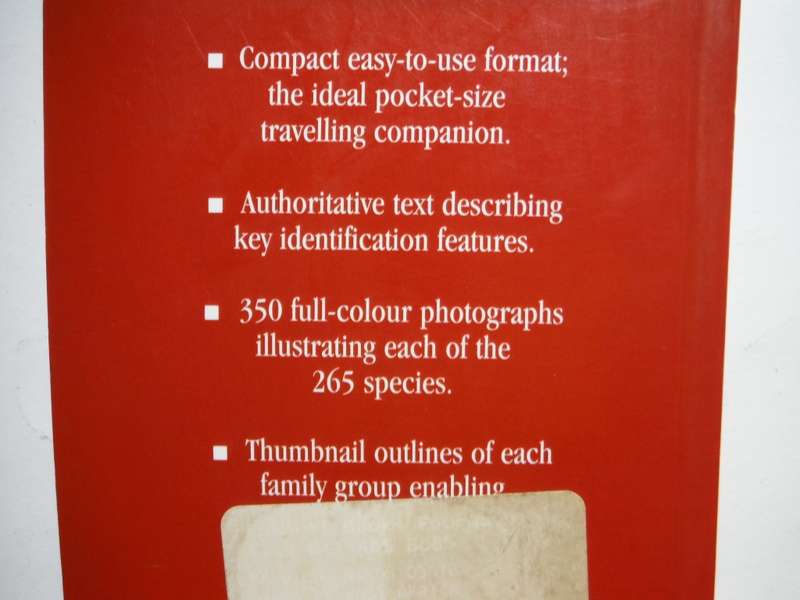 ■ Compact easy-to-use format;
the ideal pocket-size
travelling companion.
■ Authoritative text describing
key identification features.
■ 350 full-colour photographs
illustrating each of the
265 species.
■ Thumbnail outlines of each
family group enabling